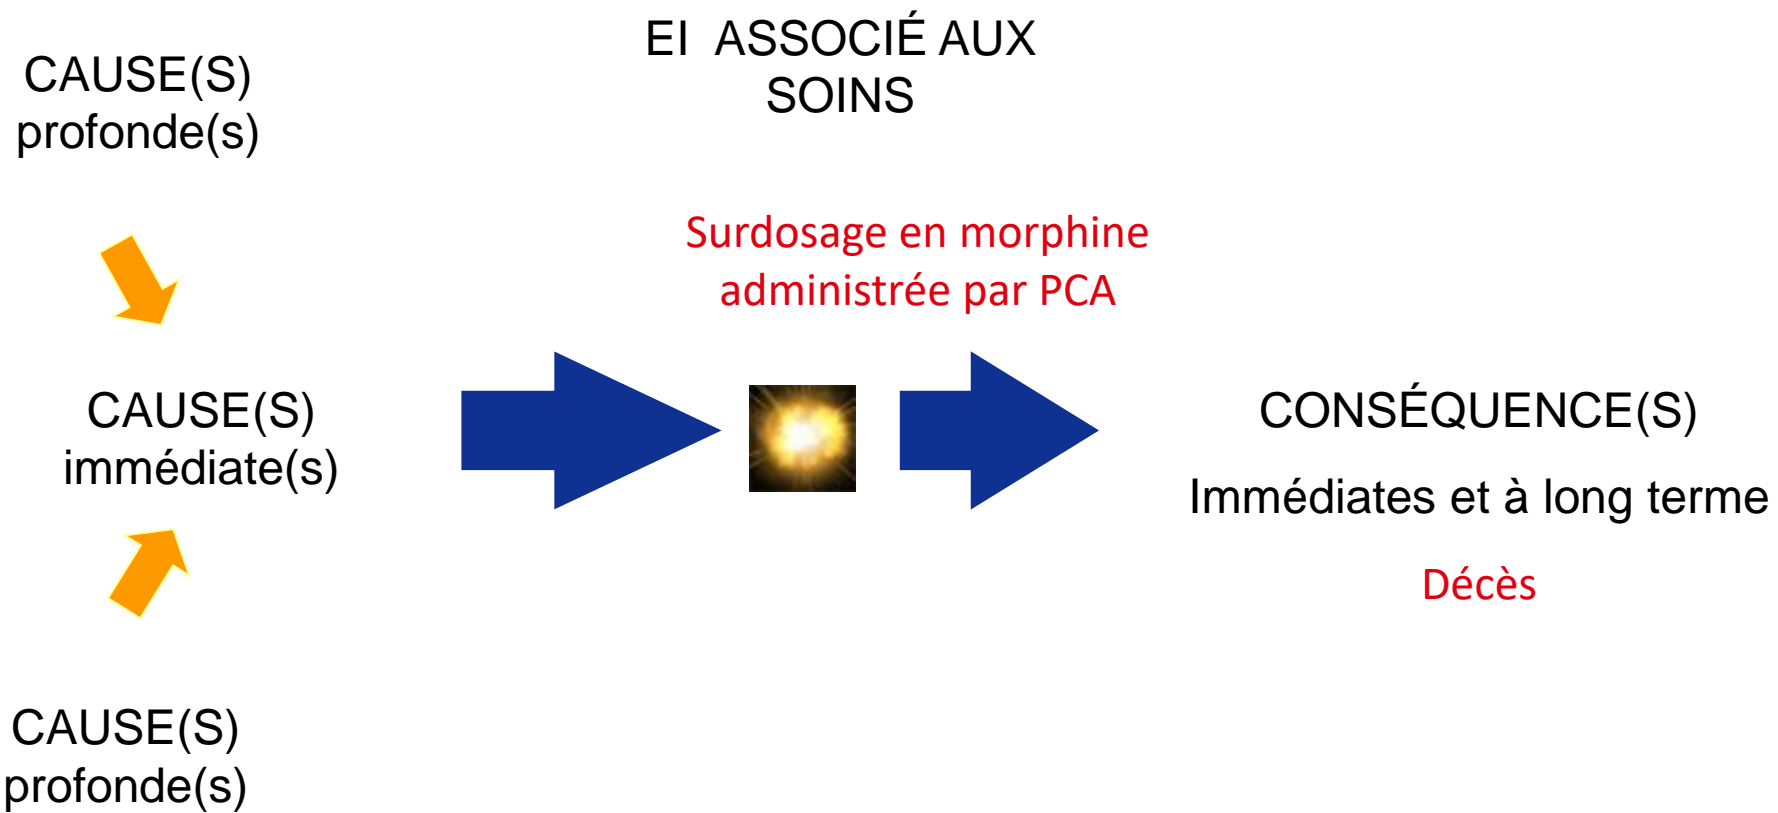 EI ASSOCIÉ AUX
SOINS
CAUSE(S)
profonde(s)
Surdosage en morphine
administrée par PCA
CAUSE(S)
immédiate(s)
CONSÉQUENCE(S)
Immédiates et à long terme
Décès
CAUSE(S)
profonde(s)